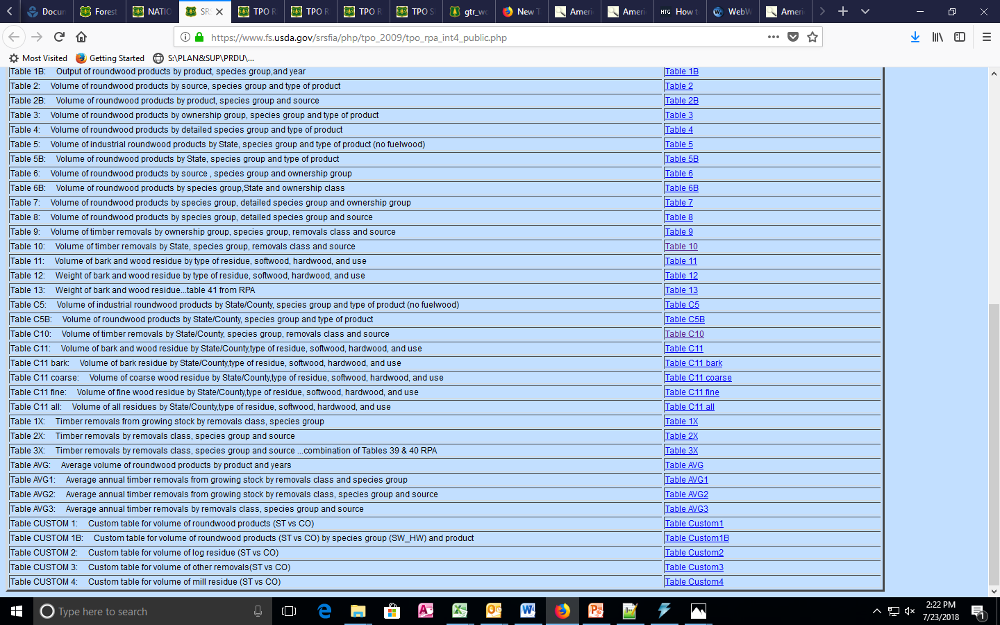 Docun
Forest
NATIO
SRS
TPO R
TPO R
TPO R
TPO S
gtr_wo
New T
Ameri
Ameri
HTG How to
WebW
Ameri
https://www.fs.usda.gov/srsfia/php/tpo_2009/tpo_rpa_int4_public.php
Most Visited Getting Started S:\PLAN&SUP\PRDU\...
Table 1B: Output of roundwood products by product, species group,and year Table 1B
Table 2: Volume of roundwood products by source, species group and type of product Table 2
Table 2B: Volume of roundwood products by product, species group and source Table 2B
Table 3: Volume of roundwood products by ownership group, species group and type of product Table 3
Table 4: Volume of roundwood products by detailed species group and type of product Table 4
Table 5: Volume of industrial roundwood products by State, species group and type of product (no fuelwood) Table 5
Table 5B: Volume of roundwood products by State, species group and type of product Table 5B
Table 6: Volume of roundwood products by source , species group and ownership group Table 6
Table 6B: Volume of roundwood products by species group,State and ownership class Table 6B
Table 7: Volume of roundwood products by species group, detailed species group and ownership group Table 7
Table 8: Volume of roundwood products by species group, detailed species group and source Table 8
Table 9: Volume of timber removals by ownership group, species group, removals class and source Table 9
Table 10: Volume of timber removals by State, species group, removals class and source Table 10
Table 11: Volume of bark and wood residue by type of residue, softwood, hardwood, and use Table 11
Table 12: Weight of bark and wood residue by type of residue, softwood, hardwood, and use Table 12
Table 13: Weight of bark and wood residue...table 41 from RPA Table 13
Table C5: Volume of industrial roundwood products by State/County, species group and type of product (no fuelwood) Table C5
Table C5B: Volume of roundwood products by State/County, species group and type of product Table C5B
Table C10: Volume of timber removals by State/County, species group, removals class and source Table C10
Table C11: Volume of bark and wood residue by State/County,type of residue, softwood, hardwood, and use Table C11
Table C11 bark: Volume of bark residue by State/County,type of residue, softwood, hardwood, and use Table C11 bark
Table C11 coarse: Volume of coarse wood residue by State/County,type of residue, softwood, hardwood, and use Table C11 coarse
Table C11 fine: Volume of fine wood residue by State/County,type of residue, softwood, hardwood, and use Table C11 fine
Table C11 all: Volume of all residues by State/County,type of residue, softwood, hardwood, and use Table C11 all
Table 1X: Timber removals from growing stock by removals class, species group Table 1X
Table 2X: Timber removals by removals class, species group and source Table 2X
Table 3X: Timber removals by removals class, species group and source ...combination of Tables 39 & 40 RPA Table 3X
Table AVG: Average volume of roundwood products by product and years Table AVG
Table AVG1: Average annual timber removals from growing stock by removals class and species group Table AVG1
Table AVG2: Average annual timber removals from growing stock by removals class, species group and source Table AVG2
Table AVG3: Average annual timber removals by removals class, species group and source Table AVG3
Table CUSTOM 1: Custom table for volume of roundwood products (ST vs CO) Table Custom1
Table CUSTOM 1B: Custom table for volume of roundwood products (ST vs CO) by species group (SW_HW) and product Table Custom1B
Table CUSTOM 2: Custom table for volume of log residue (ST vs CO) Table Custom2
Table CUSTOM 3: Custom table for volume of other removals(ST vs CO) Table Custom3
Table CUSTOM 4: Custom table for volume of mill residue (ST vs CO) Table Custom4
Type here to search
2:22 PM
7/23/2018
1